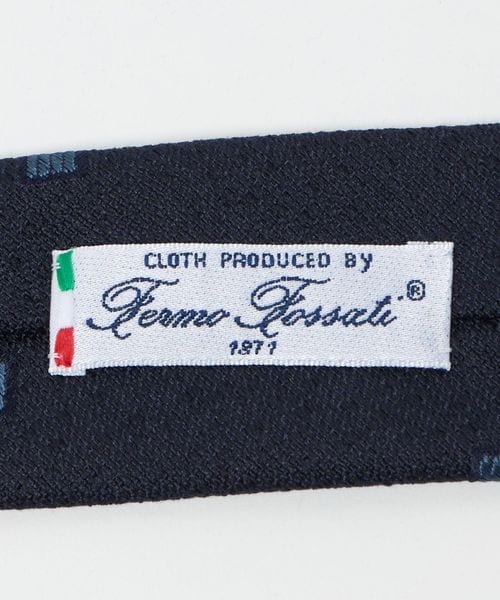 CLOTH PRODUCED BY
Fermo Fossati®
1871